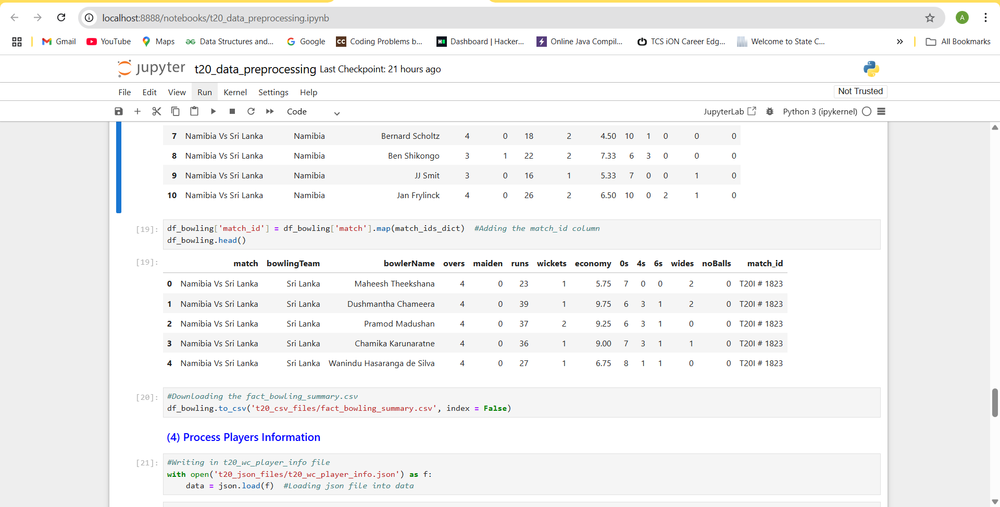 localhost:8888/notebooks/t20_data_preprocessing.ipynb
A
Gmail YouTube Maps Data Structures and... Google CC Coding Problems b... H Dashboard | Hacker... Online Java Compil... TCS iON Career Edg... Welcome to State C... » All Bookmarks
jupyter t20_data_preprocessing Last Checkpoint: 21 hours ago
File Edit View Run Kernel Settings Help Not Trusted
Code JupyterLab Python 3 (ipykernel)
7 Namibia Vs Sri Lanka Namibia Bernard Scholtz 4 0 18 2 4.50 10 1 0 0 0
8 Namibia Vs Sri Lanka Namibia Ben Shikongo 3 1 22 2 7.33 6 3 0 0 0
9 Namibia Vs Sri Lanka Namibia JJ Smit 3 0 16 1 5.33 7 0 0 1 0
10 Namibia Vs Sri Lanka Namibia Jan Frylinck 4 0 26 2 6.50 10 0 2 1 0
[19]: df_bowling['match_id'] = df_bowling['match'].map(match_ids_dict) #Adding the match_id column
df_bowling.head()
[19]: match bowlingTeam bowlerName overs maiden runs wickets economy 0s 4s 6s wides noBalls match_id
0 Namibia Vs Sri Lanka Sri Lanka Maheesh Theekshana 4 0 23 1 5.75 7 0 0 2 0 T20I # 1823
1 Namibia Vs Sri Lanka Sri Lanka Dushmantha Chameera 4 0 39 1 9.75 6 3 1 2 0 T20I # 1823
2 Namibia Vs Sri Lanka Sri Lanka Pramod Madushan 4 0 37 2 9.25 6 3 1 0 0 T20I # 1823
3 Namibia Vs Sri Lanka Sri Lanka Chamika Karunaratne 4 0 36 1 9.00 7 3 1 1 0 T20I # 1823
4 Namibia Vs Sri Lanka Sri Lanka Wanindu Hasaranga de Silva 4 0 27 1 6.75 8 1 1 0 0 T20I # 1823
[20]: #Downloading the fact_bowling_summary.csv
df_bowling.to_csv('t20_csv_files/fact_bowling_summary.csv', index = False)
(4) Process Players Information
[21]: #Writing in t20_wc_player_info file
with open('t20_json_files/t20_wc_player_info.json') as f:
data = json.load(f) #Loading json file into data